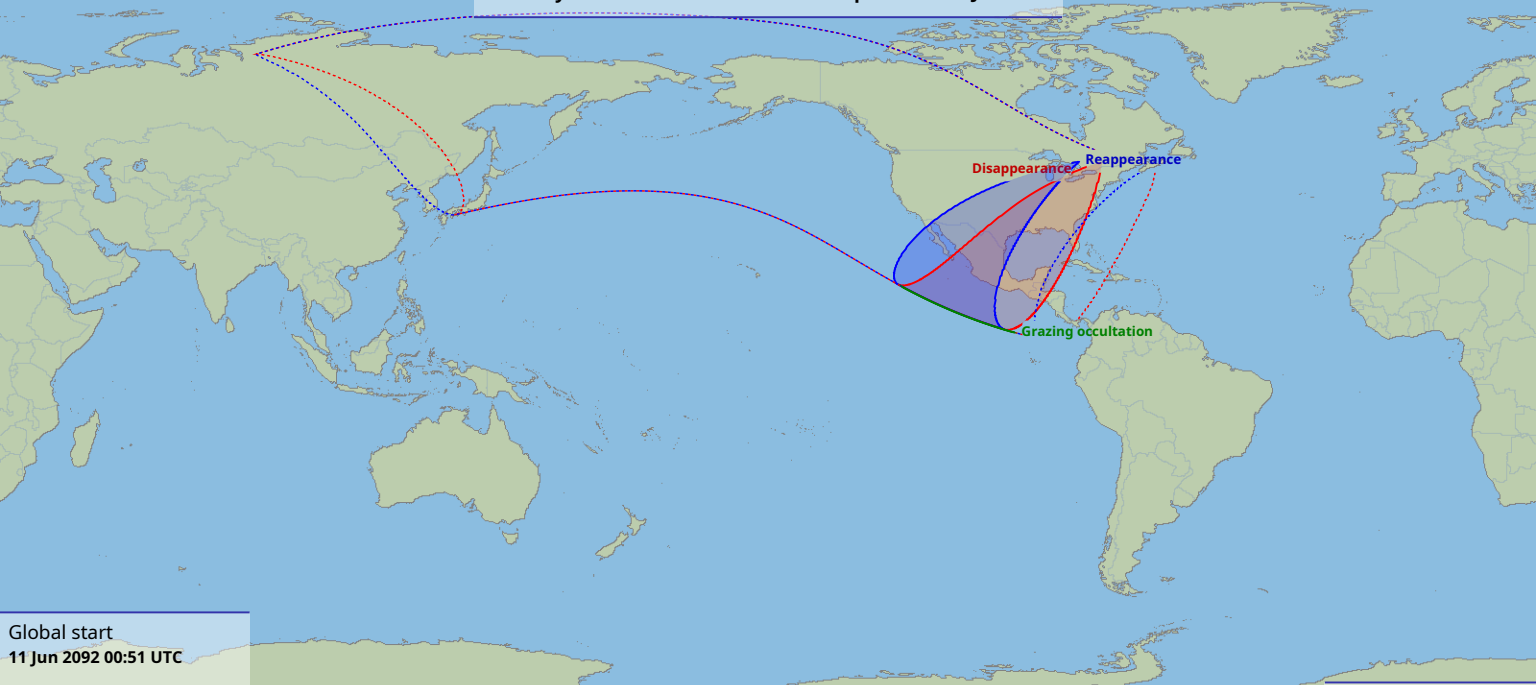 Disappearance
Reappearance
Grazing occultation
Global start
11 Jun 2092 00:51 UTC